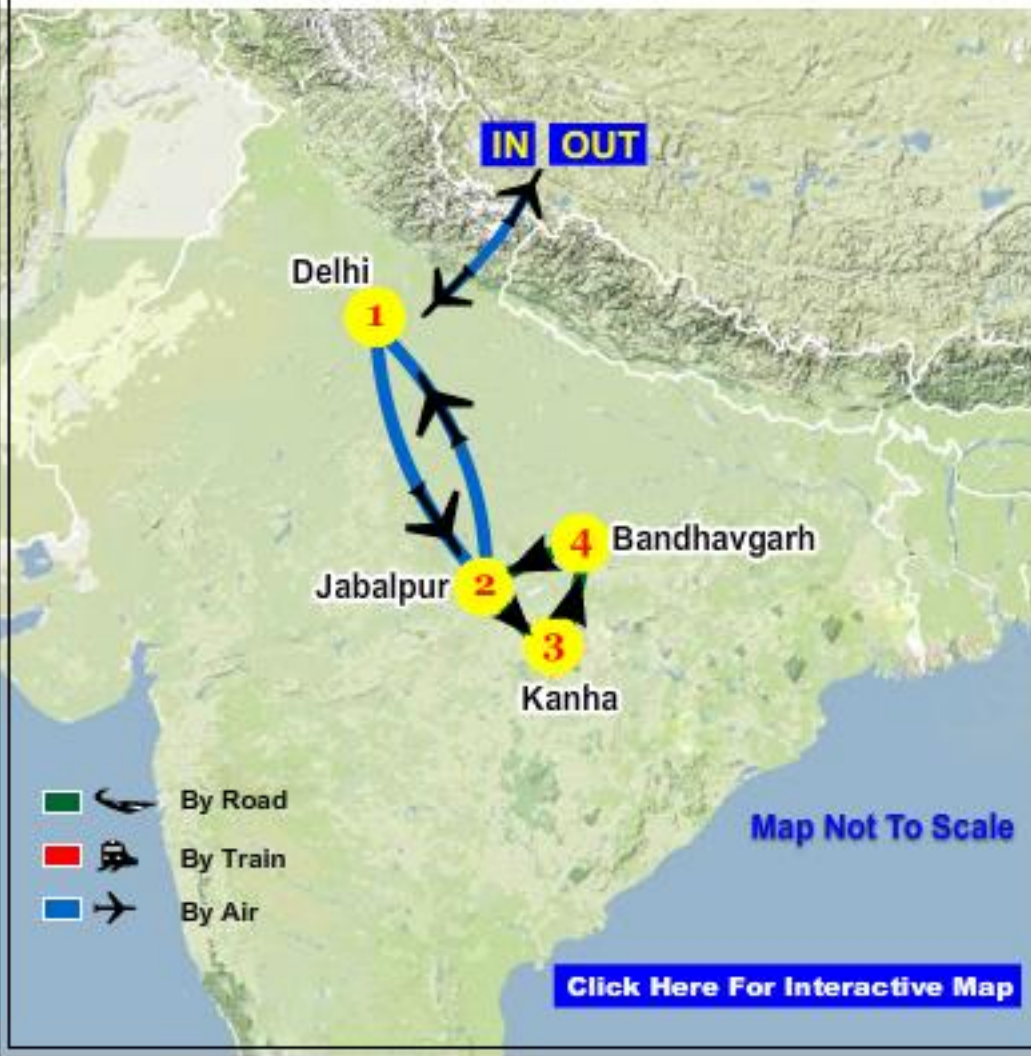 IN OUT
Delhi
1
4 Bandhavgarh
Jabalpur 2
3
Kanha
By Road
Map Not To Scale
By Train
By Air
Click Here For Interactive Map